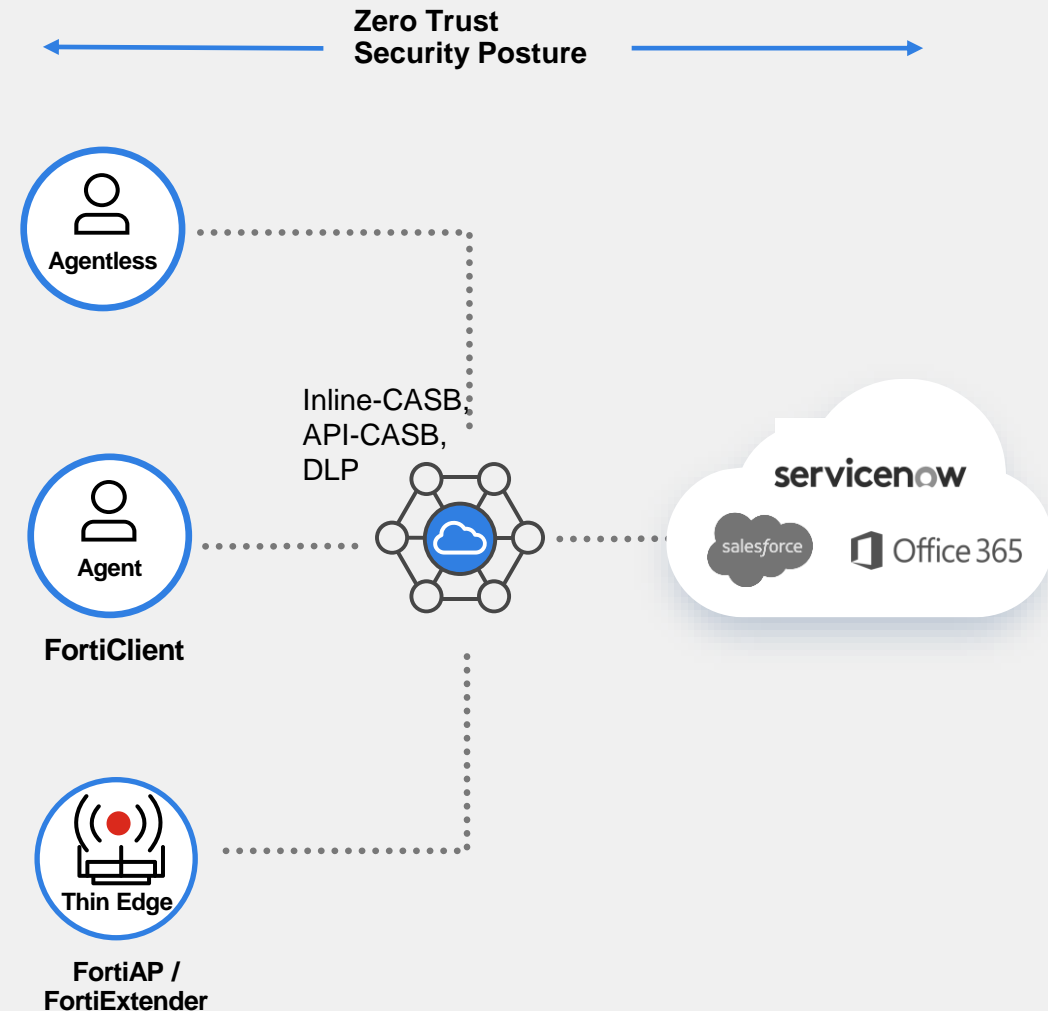 Zero Trust
Security Posture
Agentless
Inline-CASB,
API-CASB,
DLP
Agent
FortiClient
servicenow
salesforce
Office 365
Thin Edge
FortiAP /
FortiExtender